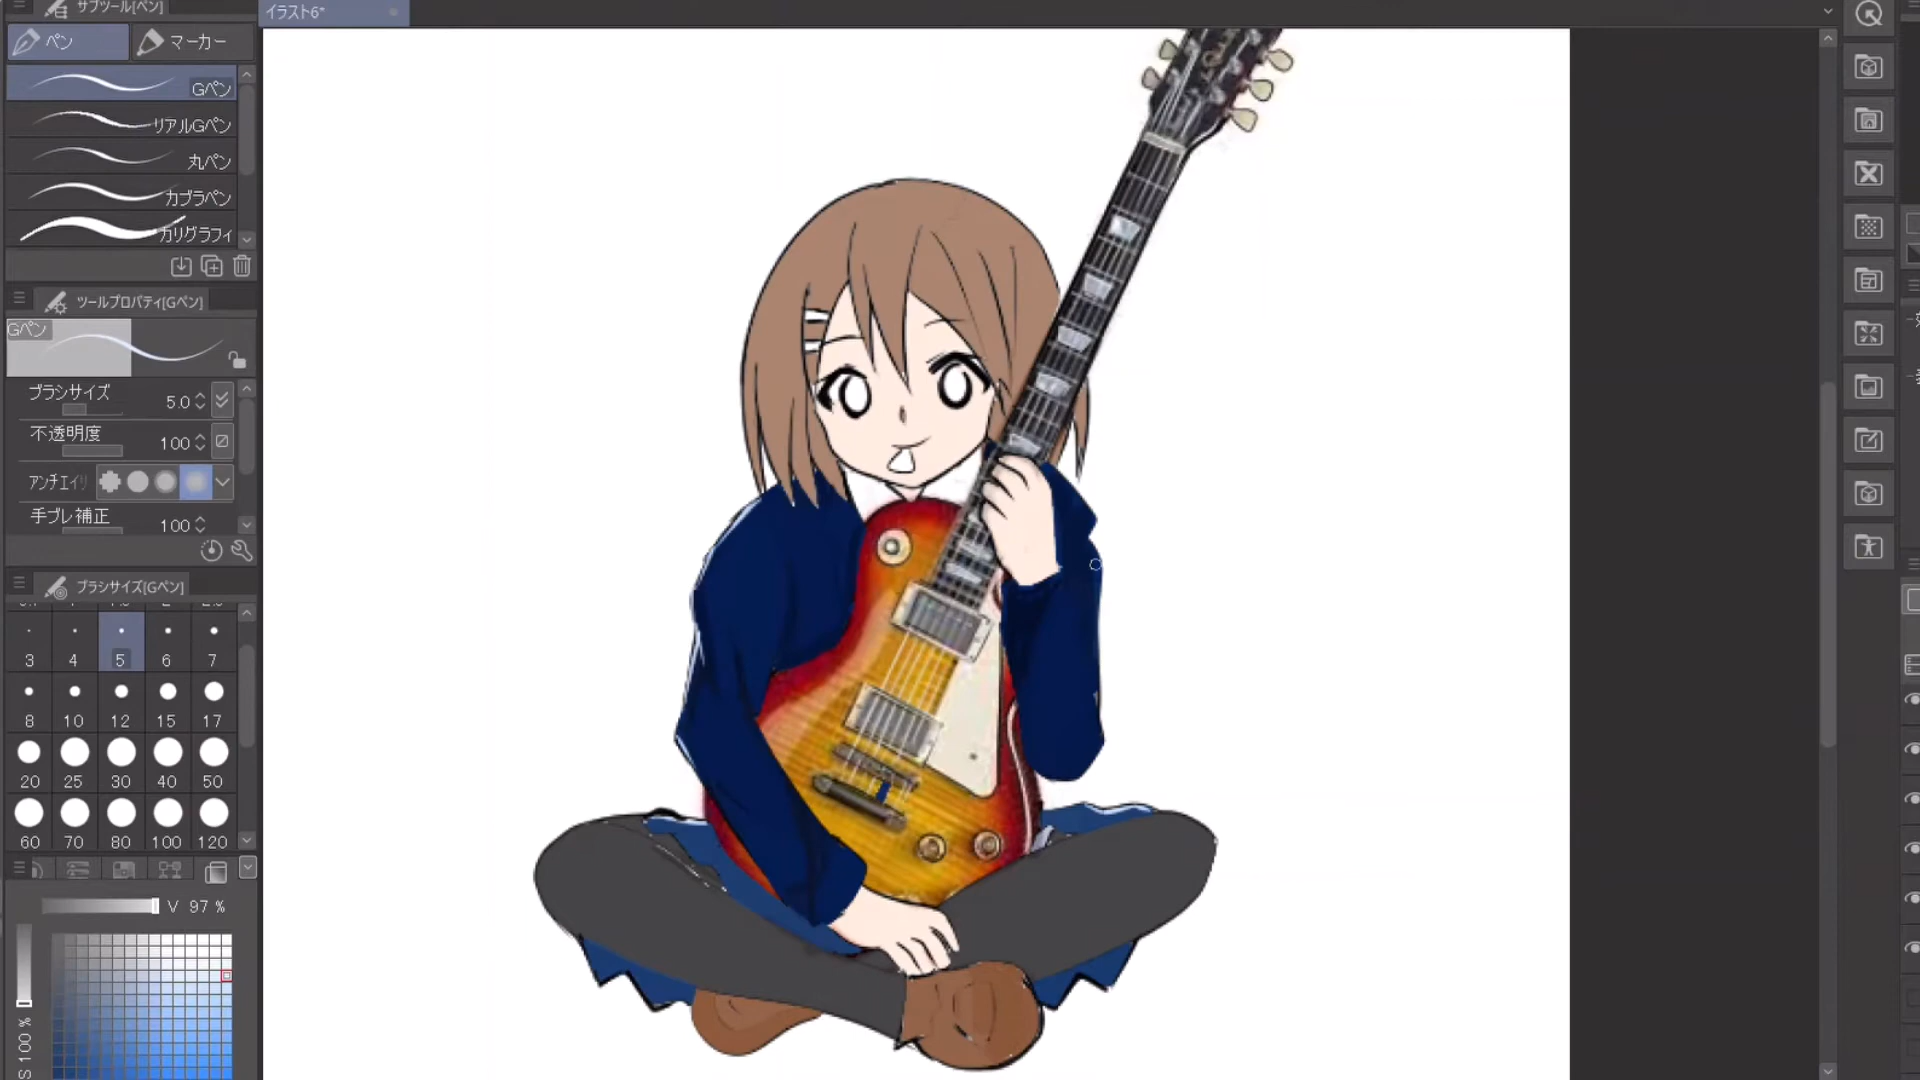 サブツール[ペン]
イラスト6*
ペン
マーカー
Gペン
リアルGペン
丸ペン
カブラペン
カリグラフィ
ツールプロパティ[Gペン]
Gペン
ブラシサイズ 5.0
不透明度 100
アンチエイリ
手ブレ補正 100
ブラシサイズ[Gペン]
3 4 5 6 7
8 10 12 15 17
20 25 30 40 50
60 70 80 100 120
V 97 %
S 100 %